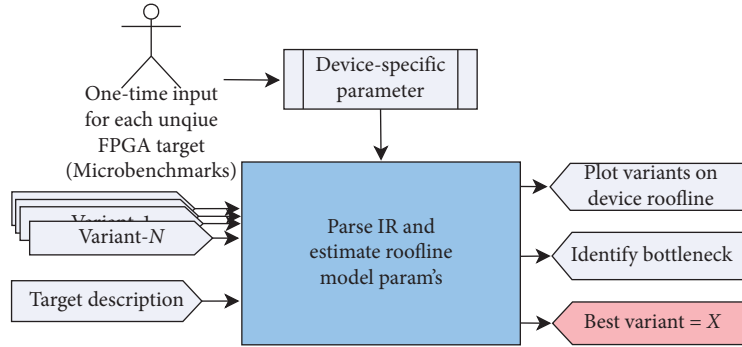 One-time input
for each unqiue
FPGA target
(Microbenchmarks)
Device-specific
parameter
Variant-N
Target description
Parse IR and
estimate roofline
model param's
Plot variants on
device roofline
Identify bottleneck
Best variant = X